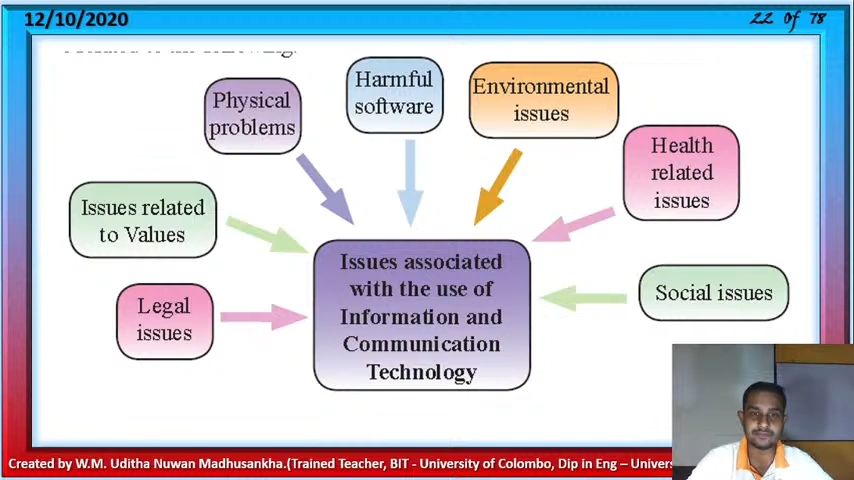 12/10/2020
22 of 78
Physical
problems
Harmful
software
Environmental
issues
Health
related
issues
Issues related
to Values
Legal
issues
Issues associated
with the use of
Information and
Communication
Technology
Social issues
Created by W.M. Uditha Nuwan Madhusankha.(Trained Teacher, BIT - University of Colombo, Dip in Eng –